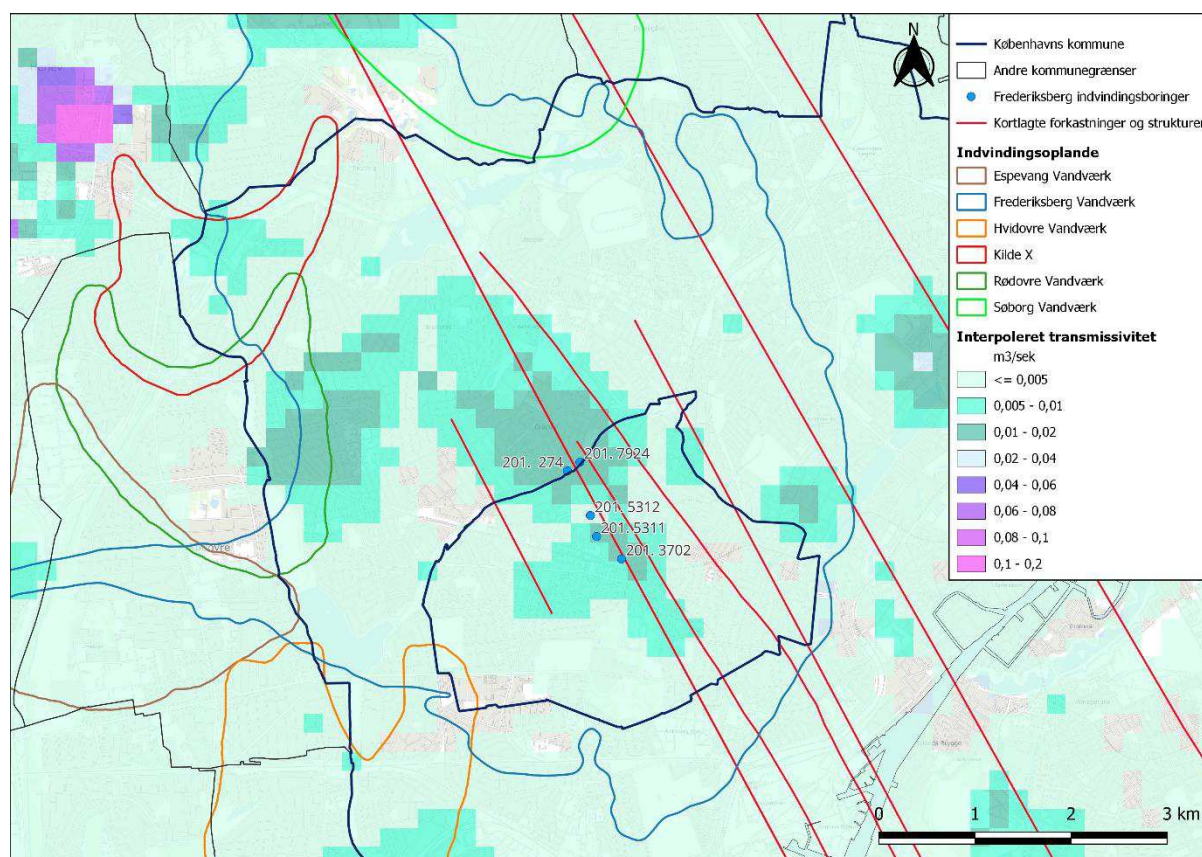 N
Københavns kommune
Andre kommunegrænser
Frederiksberg indvindingsboringer
Kortlagte forkastninger og strukturer
Indvindingsoplande
Espevang Vandværk
Frederiksberg Vandværk
Hvidovre Vandværk
Kilde X
Rødovre Vandværk
Søborg Vandværk
Interpoleret transmissivitet
m3/sek
<= 0,005
0,005 - 0,01
0,01 - 0,02
0,02 - 0,04
0,04 - 0,06
0,06 - 0,08
0,08 - 0,1
0,1 - 0,2
201. 7924
201. 274
201. 5312
201. 5311
201. 3702
0 1 2 3 km